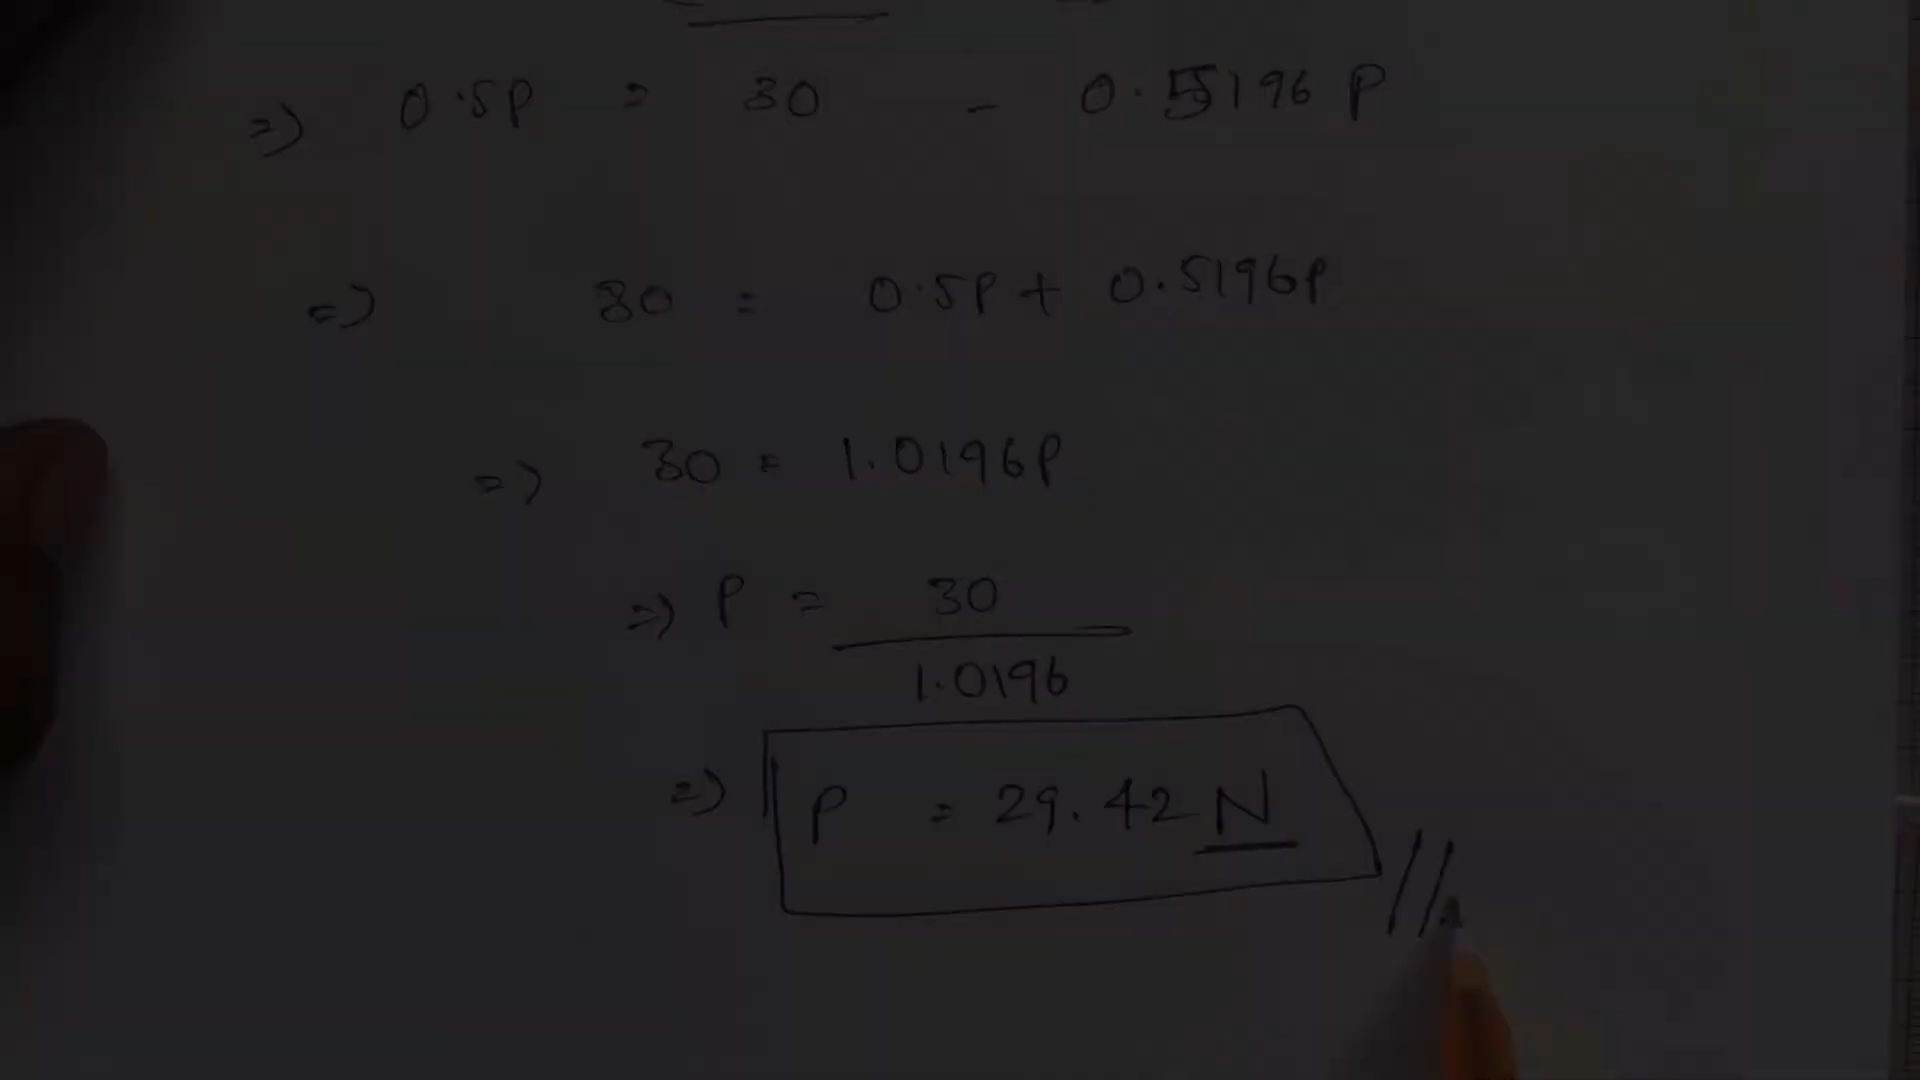 => 0.5P = 30 - 0.5196 P
=> 30 = 0.5P + 0.5196P
=> 30 = 1.0196P
=> P = 30
1.0196
=> P = 29.42 N //